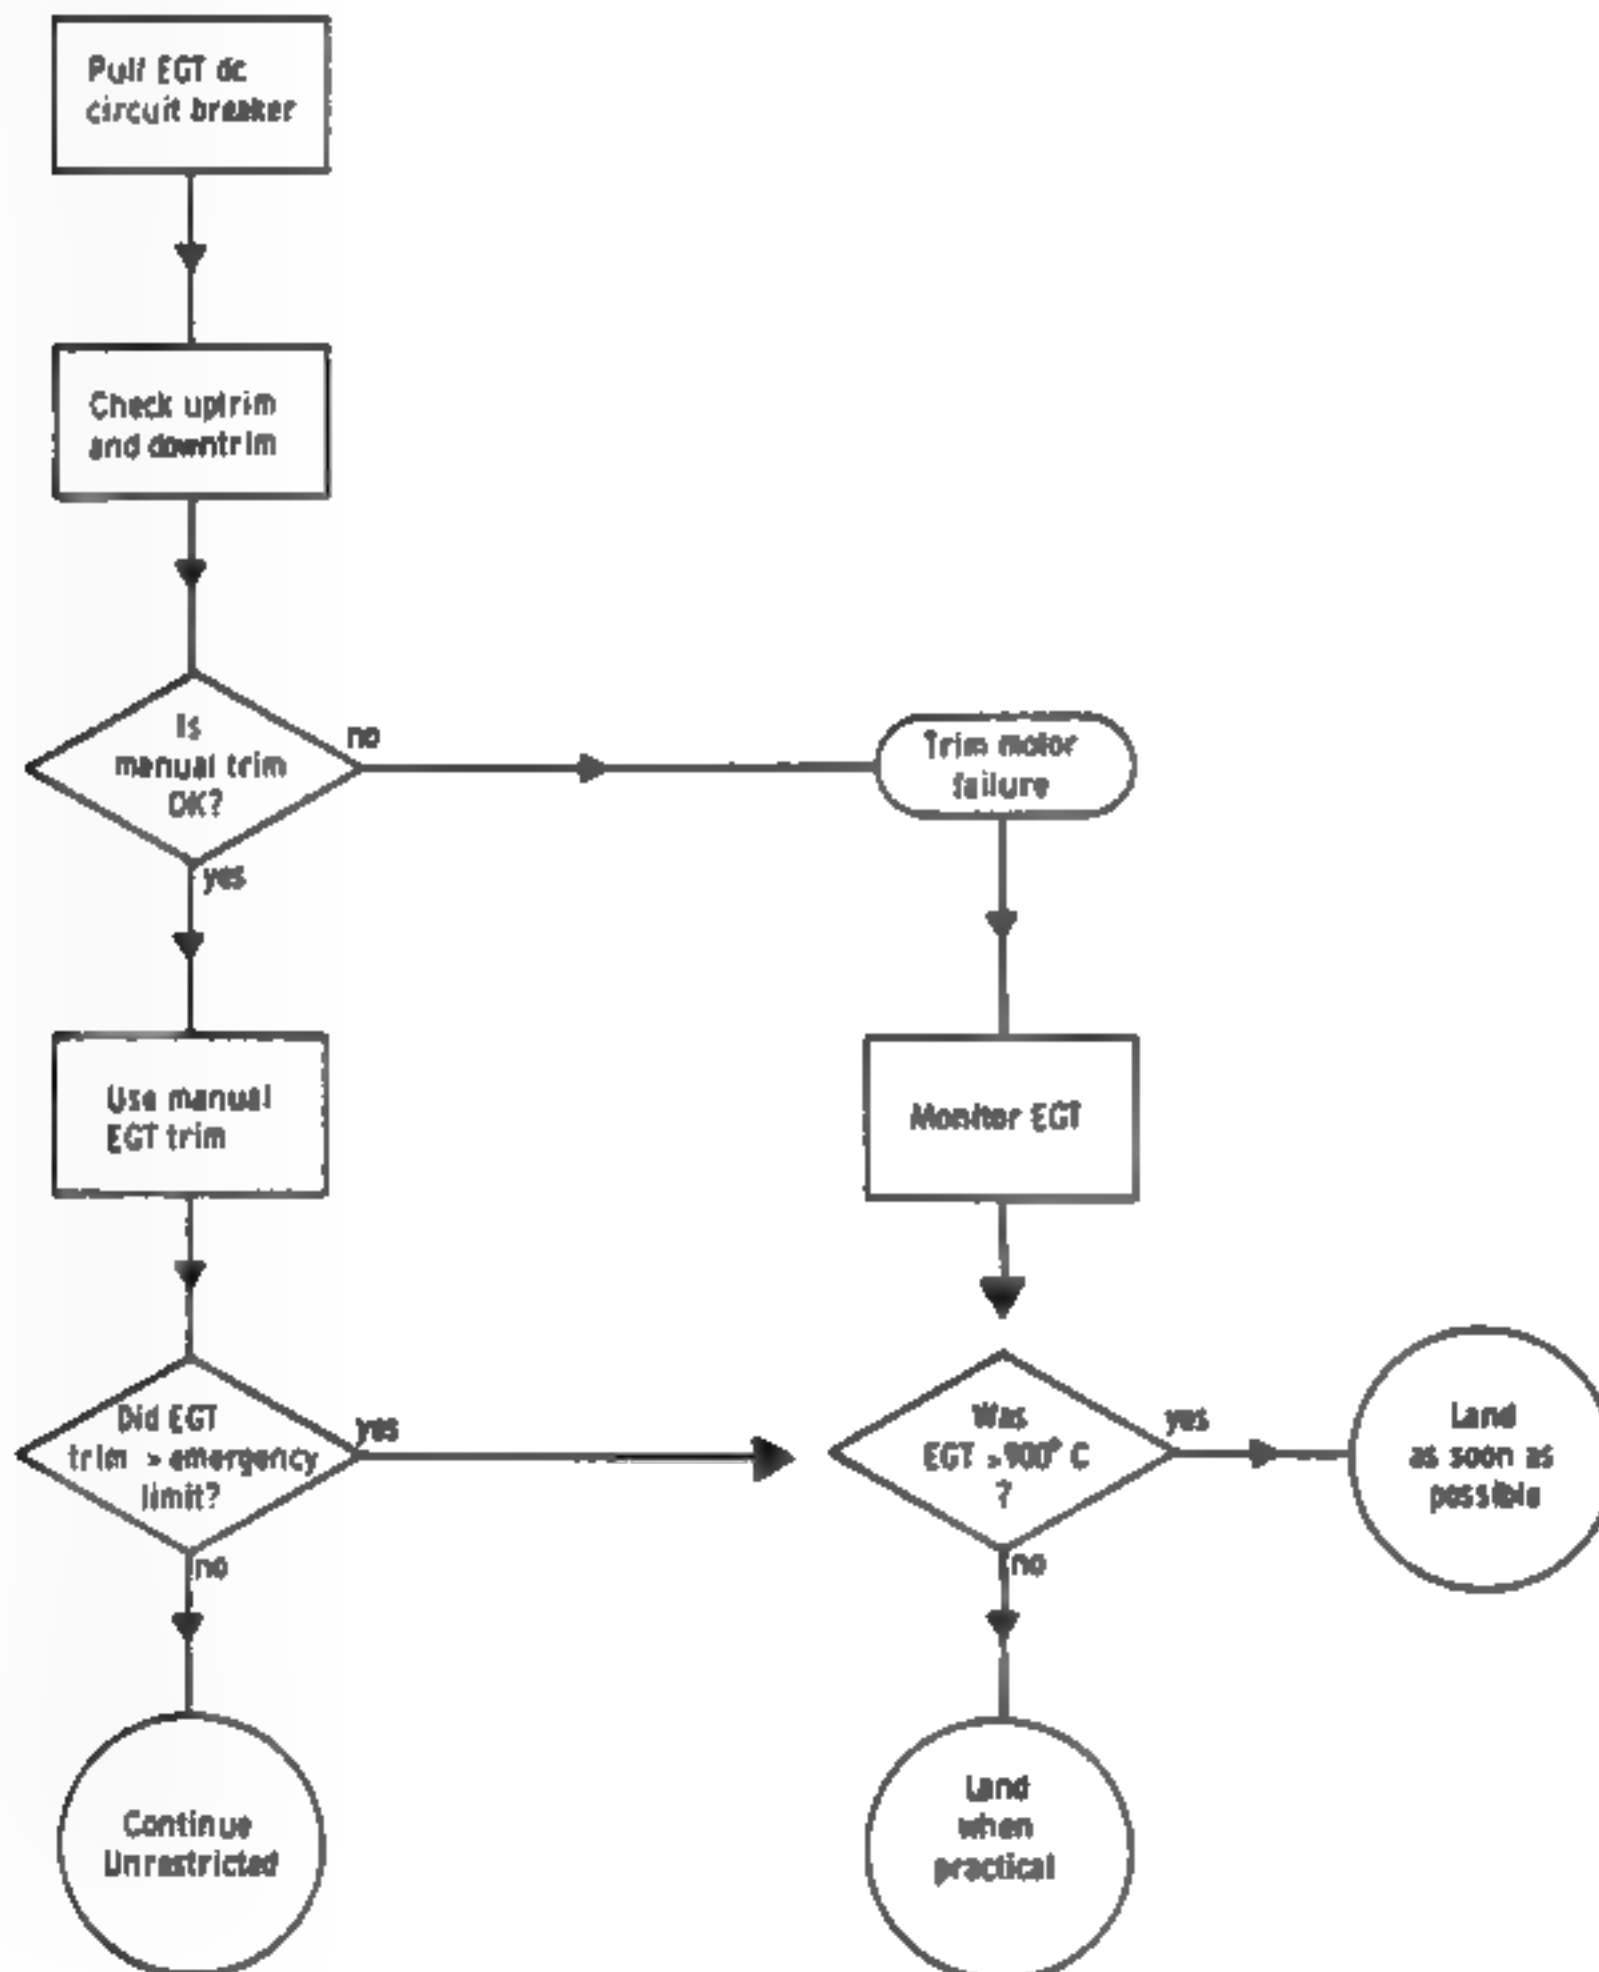 Pull EGT dc
circuit breaker
Check uptrim
and downtrim
Is
manual trim
OK?
no
yes
Trim motor
failure
Use manual
EGT trim
Monitor EGT
Did EGT
trim > emergency
limit?
yes
no
Was
EGT >900° C
?
yes
no
Land
as soon as
possible
Continue
Unrestricted
Land
when
practical